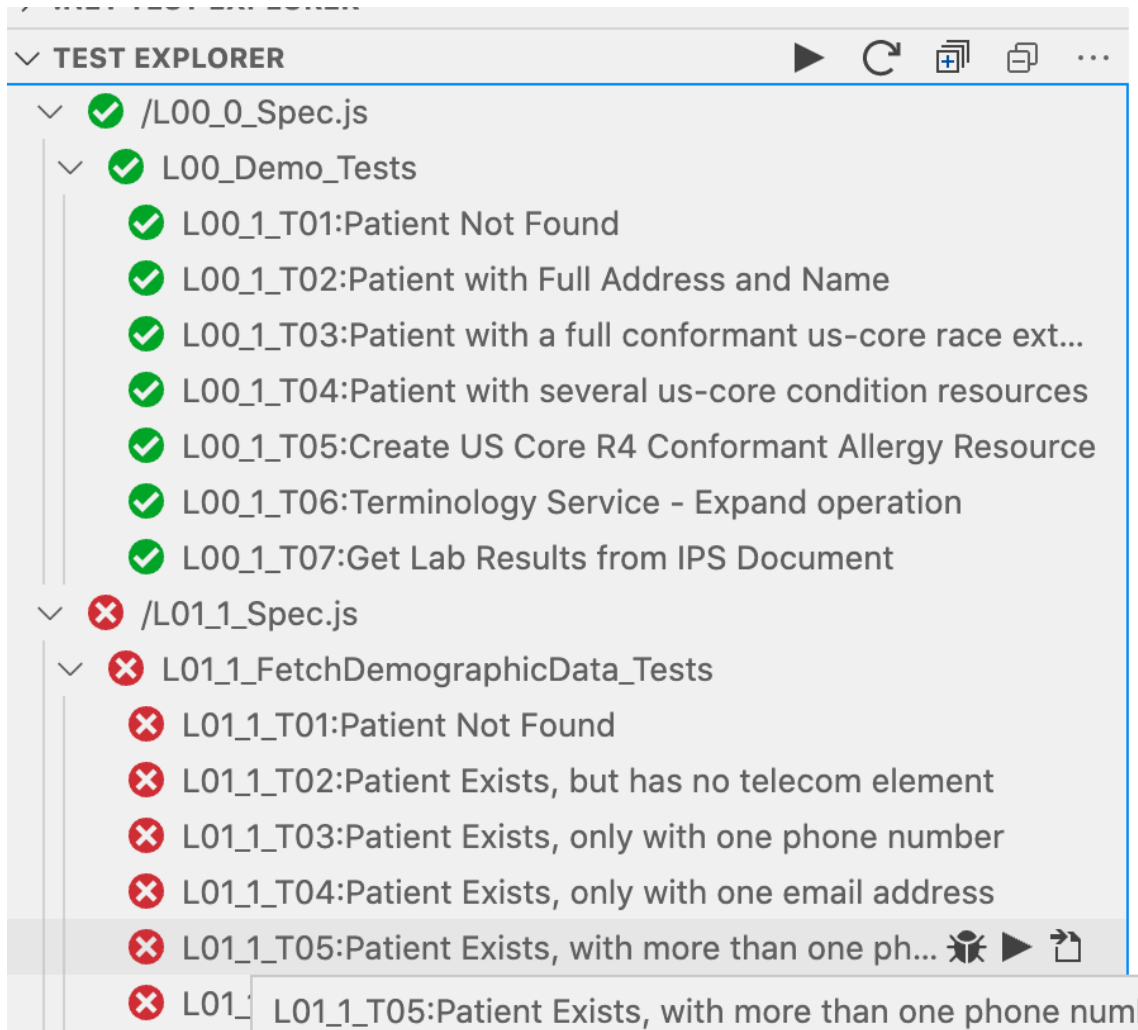 TEST EXPLORER
/L00_0_Spec.js
L00_Demo_Tests
L00_1_T01:Patient Not Found
L00_1_T02:Patient with Full Address and Name
L00_1_T03:Patient with a full conformant us-core race ext...
L00_1_T04:Patient with several us-core condition resources
L00_1_T05:Create US Core R4 Conformant Allergy Resource
L00_1_T06:Terminology Service - Expand operation
L00_1_T07:Get Lab Results from IPS Document
/L01_1_Spec.js
L01_1_FetchDemographicData_Tests
L01_1_T01:Patient Not Found
L01_1_T02:Patient Exists, but has no telecom element
L01_1_T03:Patient Exists, only with one phone number
L01_1_T04:Patient Exists, only with one email address
L01_1_T05:Patient Exists, with more than one ph...
L01_
L01_1_T05:Patient Exists, with more than one phone num